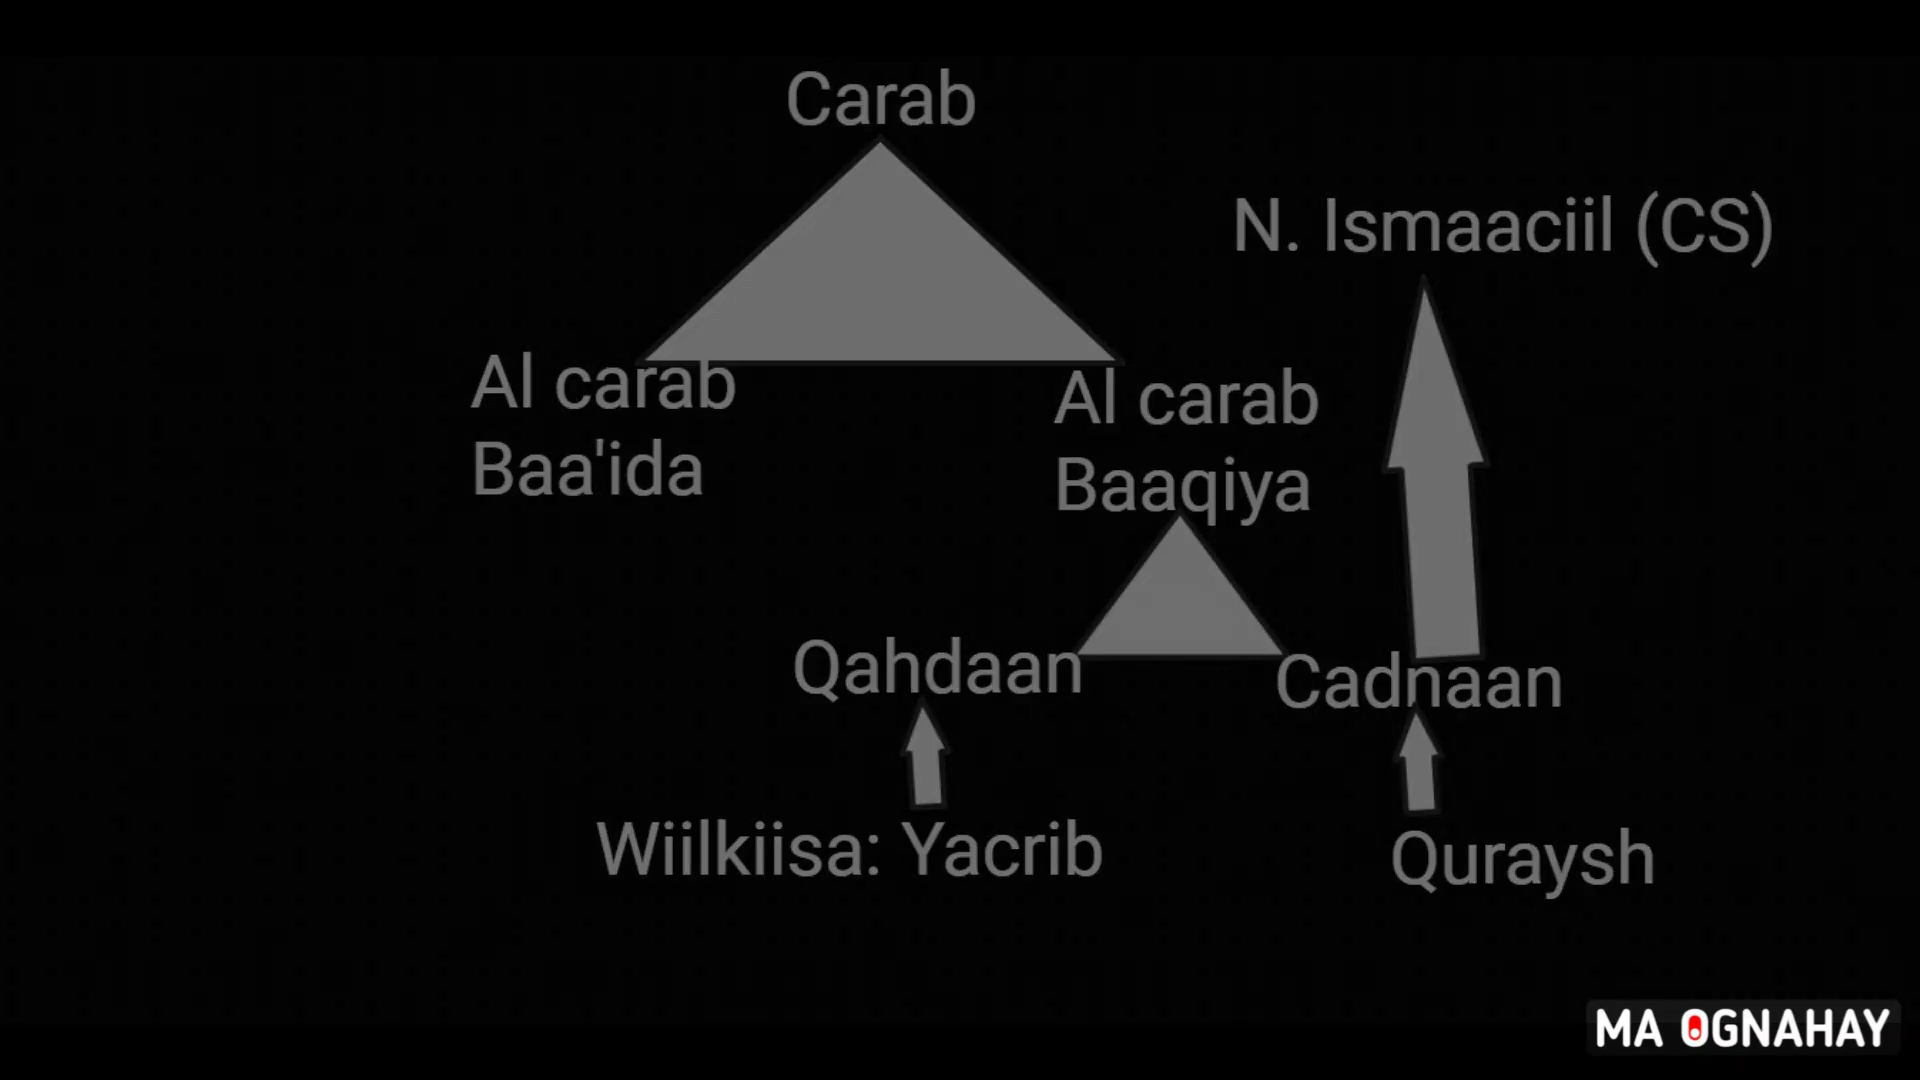 Carab
N. Ismaaciil (CS)
Al carab
Baa'ida
Al carab
Baaqiya
Qahdaan
Cadnaan
Wiilkiisa: Yacrib
Quraysh
MA OGNAHAY